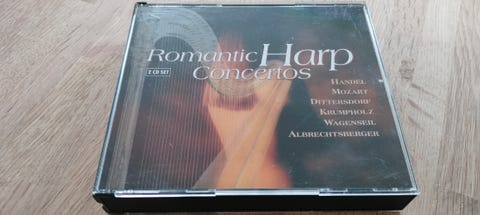 Romantic Harp
Concertos
2 CD SET
HANDEL
MOZART
DITTERSDORF
KRUMPHOLZ
WAGENSEIL
ALBRECHTSBERGER